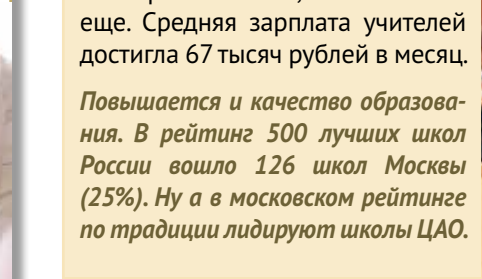 еще. Средняя зарплата учителей
достигла 67 тысяч рублей в месяц.
Повышается и качество образова-
ния. В рейтинг 500 лучших школ
России вошло 126 школ Москвы
(25%). Ну а в московском рейтинге
по традиции лидируют школы ЦАО.